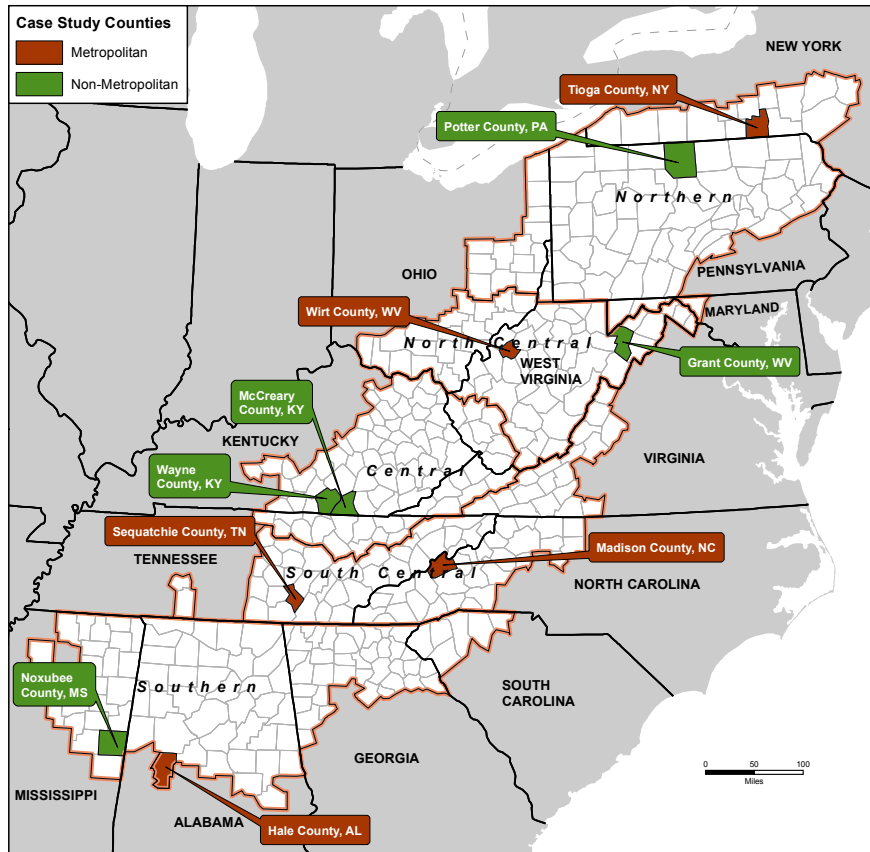 Case Study Counties
Metropolitan
Non-Metropolitan
NEW YORK
Tioga County, NY
Potter County, PA
Northern
PENNSYLVANIA
OHIO
MARYLAND
Wirt County, WV
North Central
WEST
VIRGINIA
Grant County, WV
McCreary
County, KY
KENTUCKY
VIRGINIA
Central
Wayne
County, KY
Sequatchie County, TN
TENNESSEE
Madison County, NC
South Central
NORTH CAROLINA
Noxubee
County, MS
Southern
SOUTH
CAROLINA
GEORGIA
0 50 100
Miles
MISSISSIPPI
ALABAMA
Hale County, AL